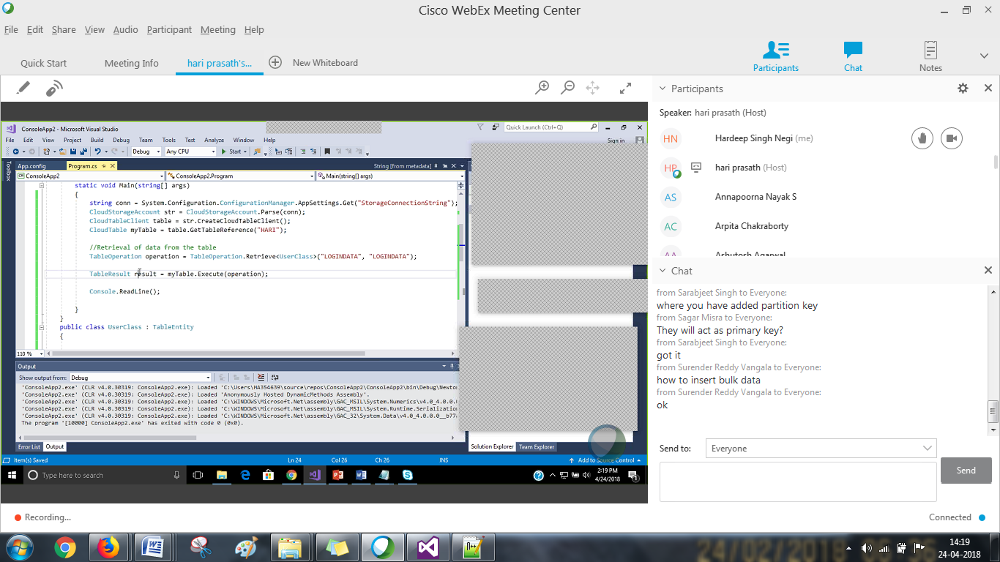 Cisco WebEx Meeting Center
File Edit Share View Audio Participant Meeting Help
Quick Start Meeting Info hari prasath's... New Whiteboard
Participants Chat Notes
Participants
Speaker: hari prasath (Host)
HN Hardeep Singh Negi (me)
HP hari prasath (Host)
AS Annapoorna Nayak S
AC Arpita Chakraborty
AA Ashutosh Agarwal
Chat
from Sarabjeet Singh to Everyone:
where you have added partition key
from Sagar Misra to Everyone:
They will act as primary key?
from Sarabjeet Singh to Everyone:
got it
from Surender Reddy Vangala to Everyone:
how to insert bulk data
from Surender Reddy Vangala to Everyone:
ok
Send to: Everyone
Send
ConsoleApp2 - Microsoft Visual Studio
Quick Launch (Ctrl+Q)
File Edit View Project Build Debug Team Tools Test Analyze Window Help
Sign in
Debug Any CPU Start
Toolbox
App.config Program.cs String [from metadata]
ConsoleApp2 ConsoleApp2.Program Main(string[] args)
static void Main(string[] args)
{
string conn = System.Configuration.ConfigurationManager.AppSettings.Get("StorageConnectionString");
CloudStorageAccount str = CloudStorageAccount.Parse(conn);
CloudTableClient table = str.CreateCloudTableClient();
CloudTable myTable = table.GetTableReference("HARI");
//Retrieval of data from the table
TableOperation operation = TableOperation.Retrieve<UserClass>("LOGINDATA", "LOGINDATA");
TableResult result = myTable.Execute(operation);
Console.ReadLine();
}
}
public class UserClass : TableEntity
{
110 %
Output
Show output from: Debug
'ConsoleApp2.exe' (CLR v4.0.30319: ConsoleApp2.exe): Loaded 'C:\Users\HA354639\source\repos\ConsoleApp2\ConsoleApp2\bin\Debug\Newton
'ConsoleApp2.exe' (CLR v4.0.30319: ConsoleApp2.exe): Loaded 'Anonymously Hosted DynamicMethods Assembly'.
'ConsoleApp2.exe' (CLR v4.0.30319: ConsoleApp2.exe): Loaded 'C:\WINDOWS\Microsoft.Net\assembly\GAC_MSIL\System.Numerics\v4.0_4.0.0.0
'ConsoleApp2.exe' (CLR v4.0.30319: ConsoleApp2.exe): Loaded 'C:\WINDOWS\Microsoft.Net\assembly\GAC_MSIL\System.Runtime.Serialization
'ConsoleApp2.exe' (CLR v4.0.30319: ConsoleApp2.exe): Loaded 'C:\WINDOWS\Microsoft.Net\assembly\GAC_32\System.Data\v4.0_4.0.0.0__b77a
The program '[10000] ConsoleApp2.exe' has exited with code 0 (0x0).
Error List Output
Solution Explorer Team Explorer
Item(s) Saved Ln 24 Col 26 Ch 26 INS Add to Source Control
Type here to search
2:19 PM
4/24/2018
Recording...
Connected
14:19
24-04-2018